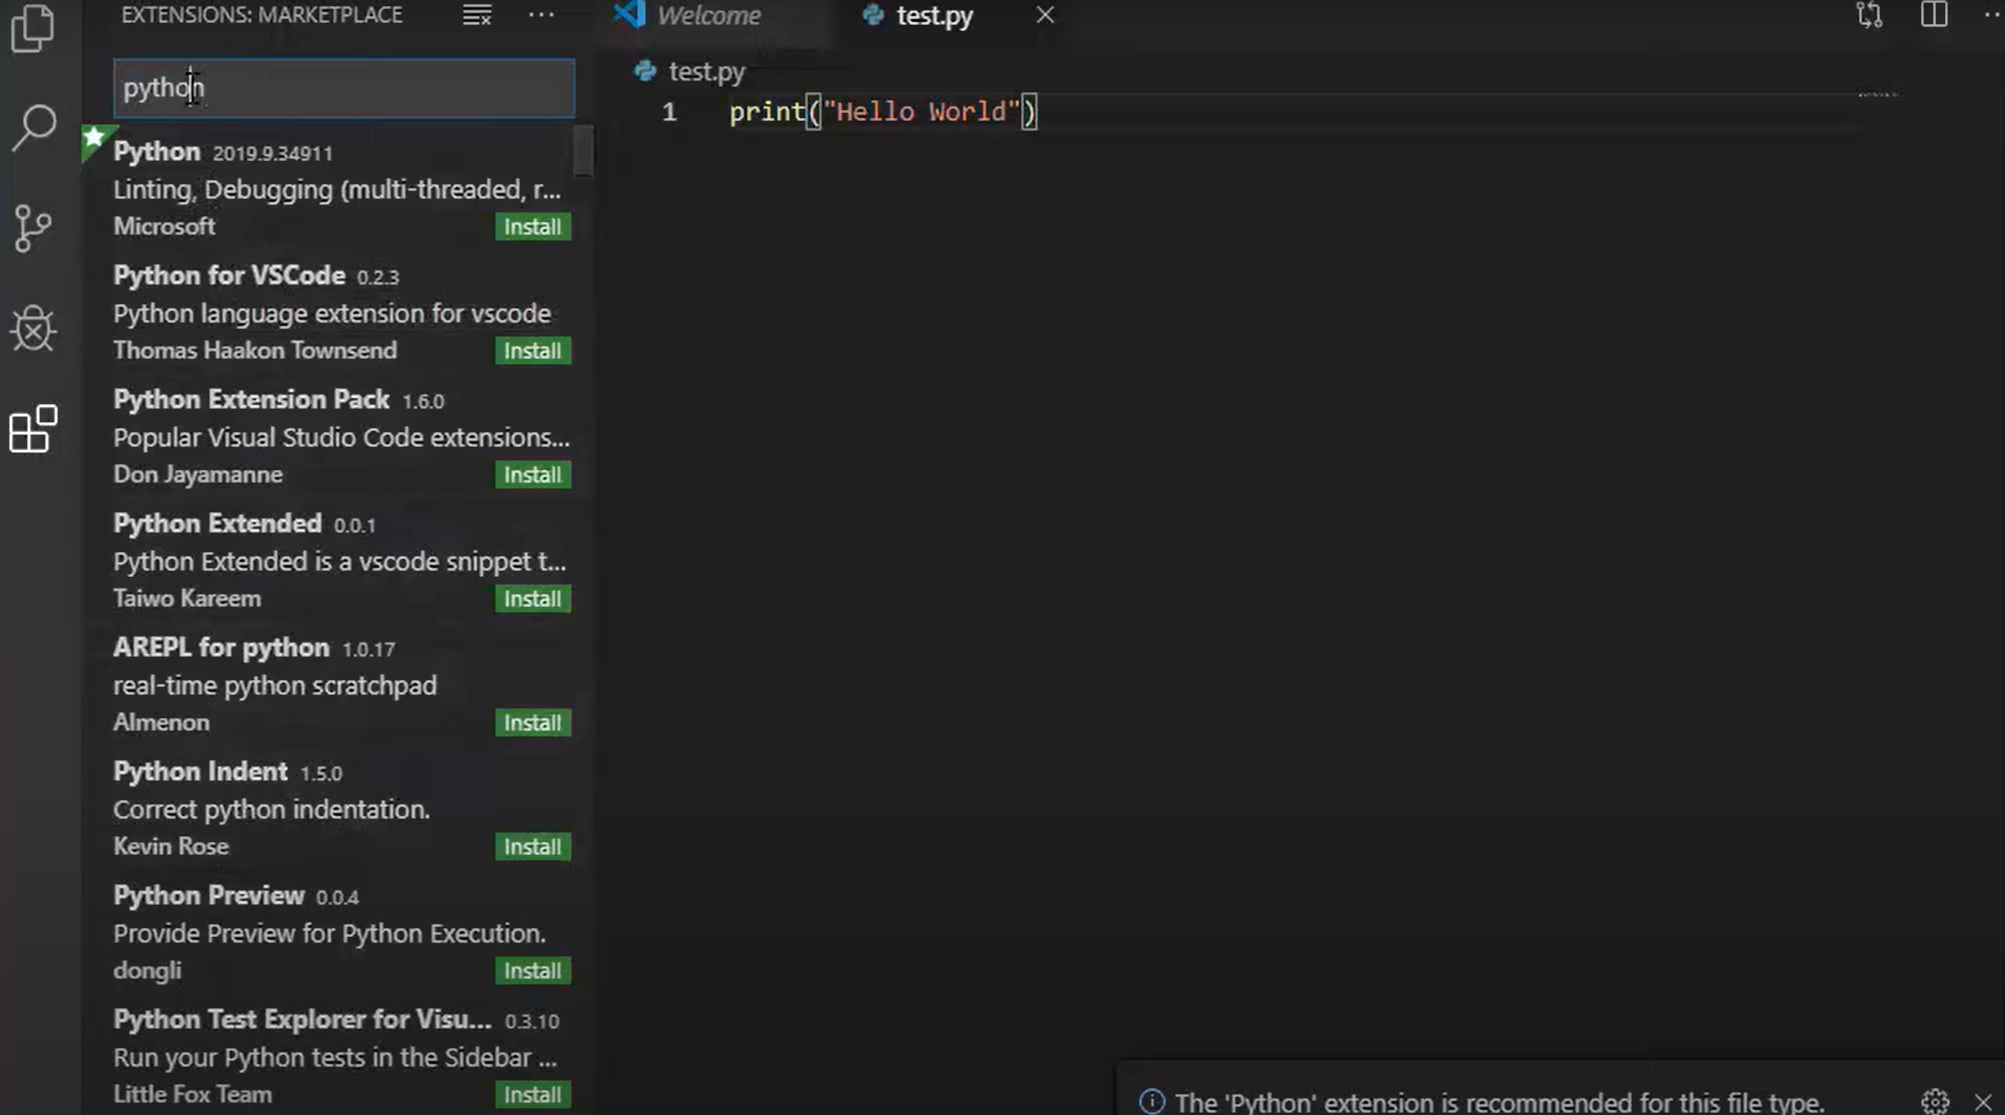 EXTENSIONS: MARKETPLACE
python
Python 2019.9.34911
Linting, Debugging (multi-threaded, r...
Microsoft Install
Python for VSCode 0.2.3
Python language extension for vscode
Thomas Haakon Townsend Install
Python Extension Pack 1.6.0
Popular Visual Studio Code extensions...
Don Jayamanne Install
Python Extended 0.0.1
Python Extended is a vscode snippet t...
Taiwo Kareem Install
AREPL for python 1.0.17
real-time python scratchpad
Almenon Install
Python Indent 1.5.0
Correct python indentation.
Kevin Rose Install
Python Preview 0.0.4
Provide Preview for Python Execution.
dongli Install
Python Test Explorer for Visu... 0.3.10
Run your Python tests in the Sidebar ...
Little Fox Team Install
Welcome test.py
test.py
1 print("Hello World")
The 'Python' extension is recommended for this file type.